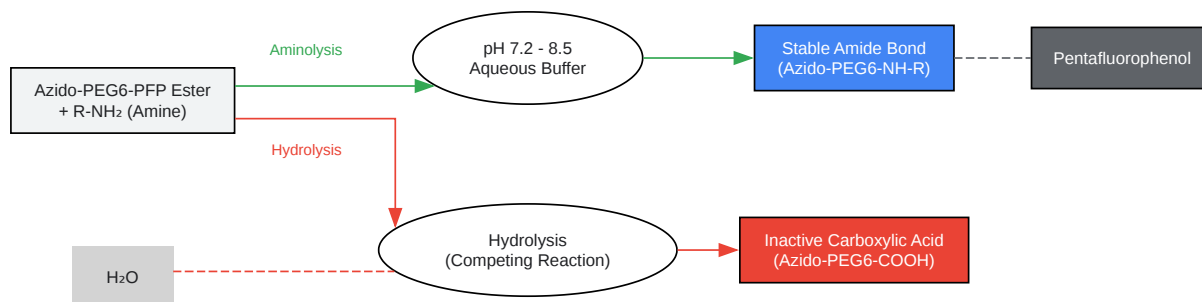 Azido-PEG6-PFP Ester
+ R-NH₂ (Amine)
Aminolysis
pH 7.2 - 8.5
Aqueous Buffer
Stable Amide Bond
(Azido-PEG6-NH-R)
Pentafluorophenol
Hydrolysis
H₂O
Hydrolysis
(Competing Reaction)
Inactive Carboxylic Acid
(Azido-PEG6-COOH)